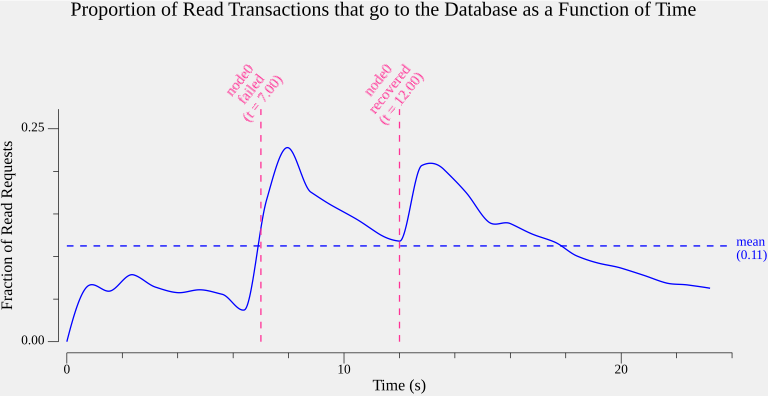 Proportion of Read Transactions that go to the Database as a Function of Time
node0
failed
(t = 7.00)
node0
recovered
(t = 12.00)
0.25
Fraction of Read Requests
mean
(0.11)
0.00
0
10
20
Time (s)